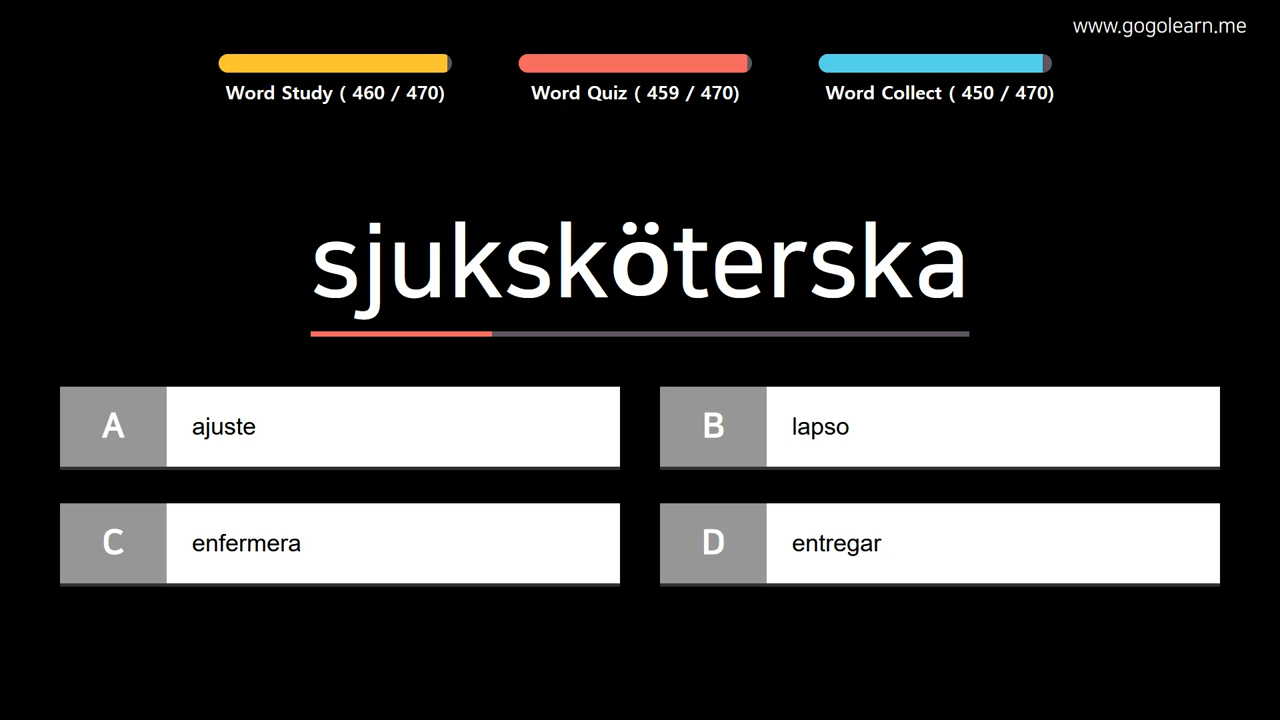 www.gogolearn.me
Word Study ( 460 / 470)
Word Quiz ( 459 / 470)
Word Collect ( 450 / 470)
sjuksköterska
A
ajuste
B
lapso
C
enfermera
D
entregar